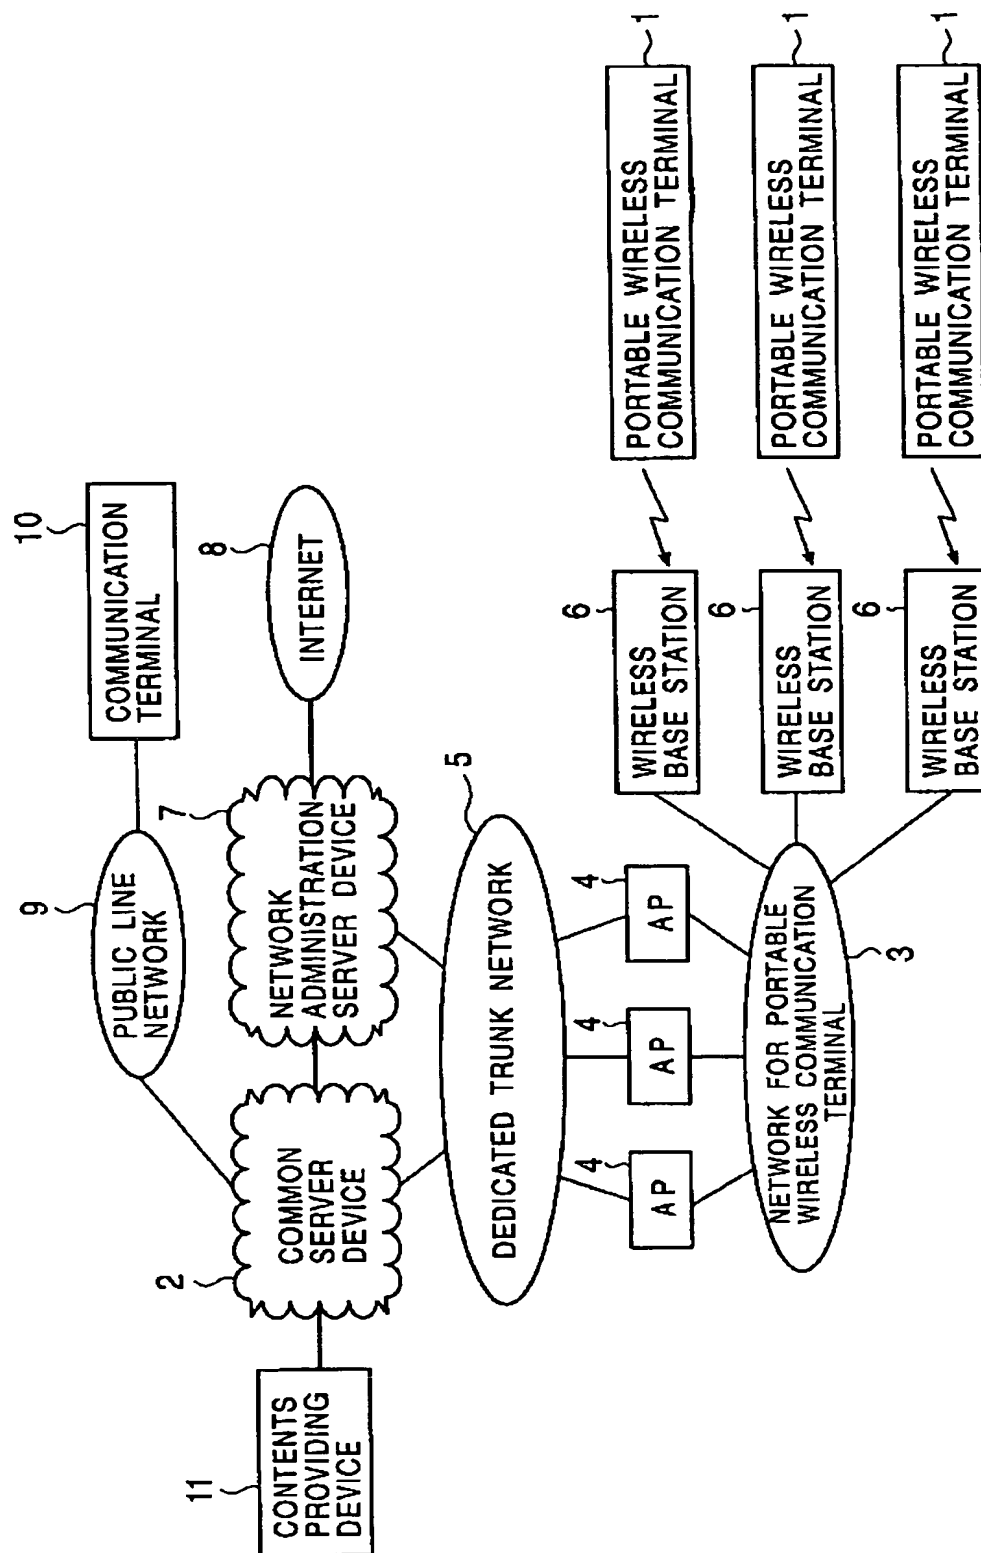 10
COMMUNICATION
TERMINAL
9
PUBLIC LINE
NETWORK
8
INTERNET
7
NETWORK
ADMINISTRATION
SERVER DEVICE
2
COMMON
SERVER
DEVICE
11
CONTENTS
PROVIDING
DEVICE
5
DEDICATED TRUNK NETWORK
4
AP
4
AP
4
AP
NETWORK FOR PORTABLE
WIRELESS COMMUNICATION
TERMINAL
3
6
WIRELESS
BASE STATION
6
WIRELESS
BASE STATION
6
WIRELESS
BASE STATION
PORTABLE WIRELESS
COMMUNICATION TERMINAL
1
PORTABLE WIRELESS
COMMUNICATION TERMINAL
1
PORTABLE WIRELESS
COMMUNICATION TERMINAL
1